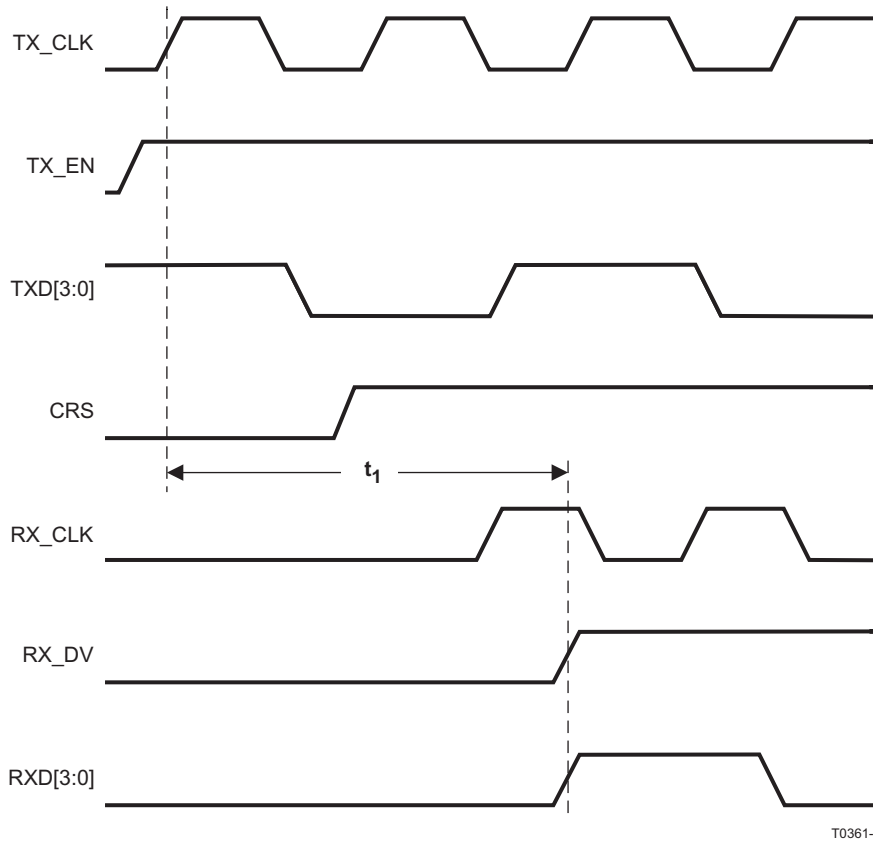 TX_CLK
TX_EN
TXD[3:0]
CRS
t1
RX_CLK
RX_DV
RXD[3:0]
T0361-